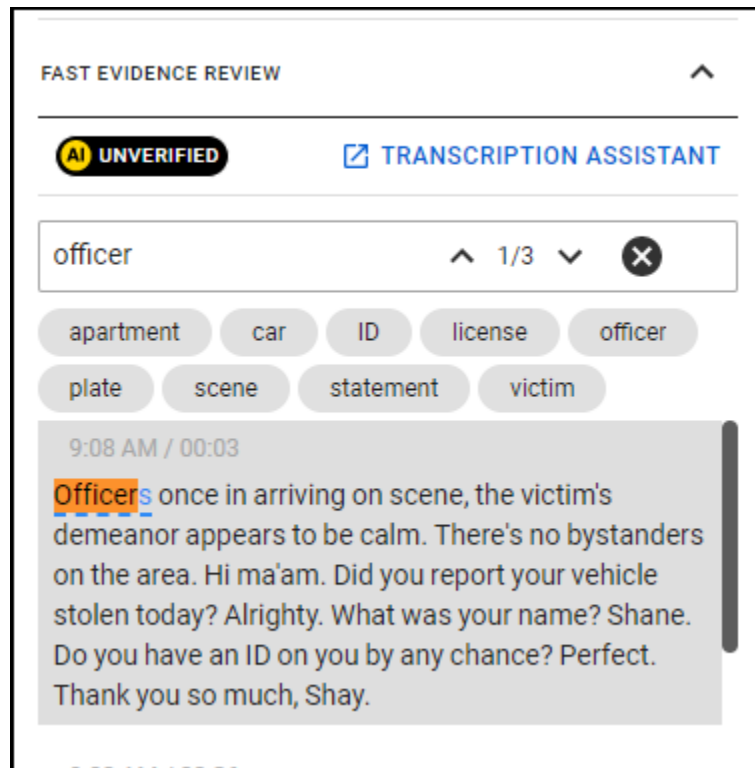 FAST EVIDENCE REVIEW
AI UNVERIFIED TRANSCRIPTION ASSISTANT
officer 1/3
apartment car ID license officer
plate scene statement victim
9:08 AM / 00:03
Officers once in arriving on scene, the victim's
demeanor appears to be calm. There's no bystanders
on the area. Hi ma'am. Did you report your vehicle
stolen today? Alrighty. What was your name? Shane.
Do you have an ID on you by any chance? Perfect.
Thank you so much, Shay.